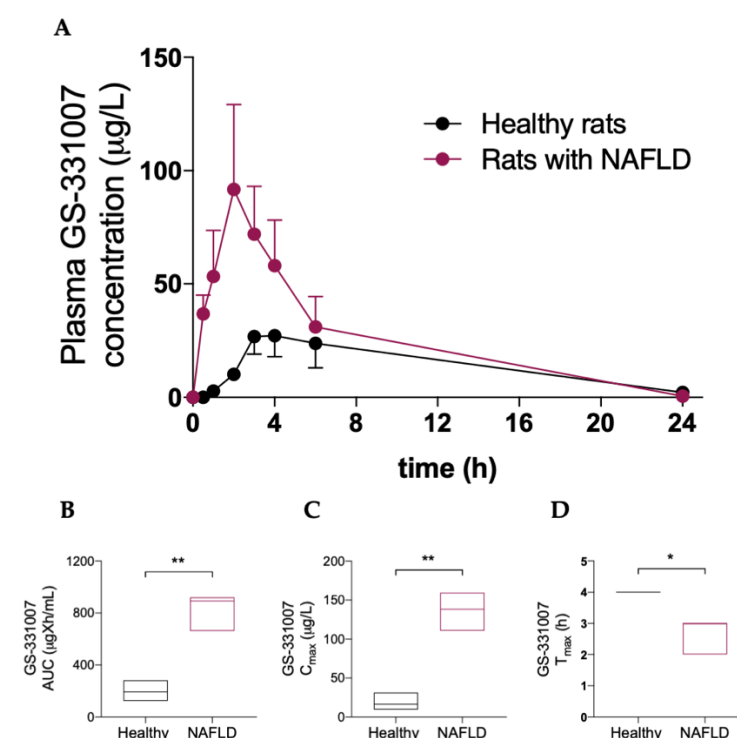 A
150
100
50
0
Plasma GS-331007
concentration (µg/L)
Healthy rats
Rats with NAFLD
0 4 8 12 16 20 24
time (h)
B
1200
800
400
0
GS-331007
AUC (µgXh/mL)
**
Healthy NAFLD
C
200
150
100
50
0
GS-331007
Cmax (µg/L)
**
Healthy NAFLD
D
5
4
3
2
1
0
GS-331007
Tmax (h)
*
Healthy NAFLD